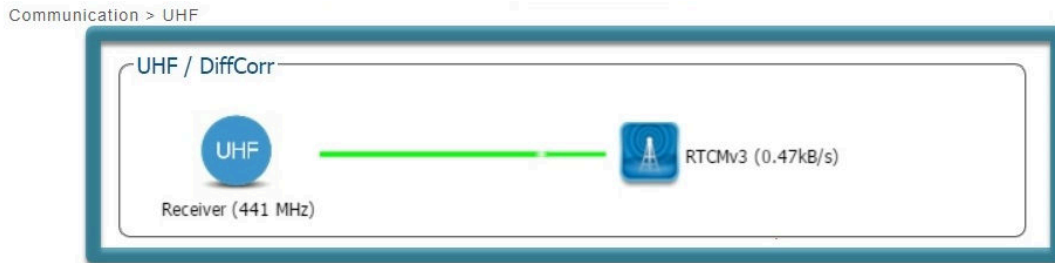 Communication > UHF
UHF / DiffCorr
UHF
RTCMv3 (0.47kB/s)
Receiver (441 MHz)